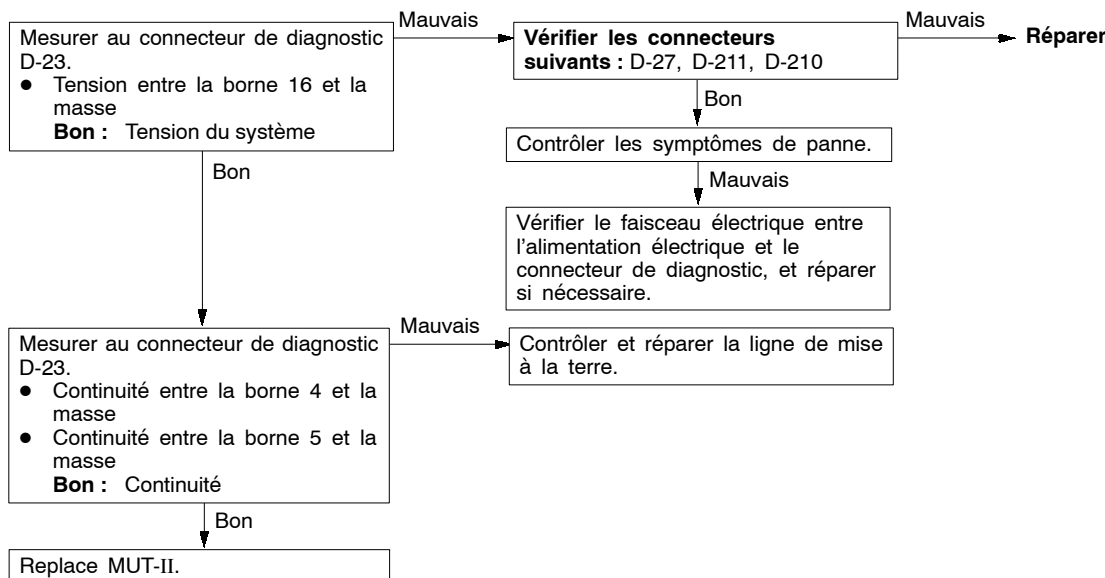 Mesurer au connecteur de diagnostic
D-23.
● Tension entre la borne 16 et la
masse
Bon : Tension du système
Mauvais
Vérifier les connecteurs
suivants : D-27, D-211, D-210
Mauvais
Réparer
Bon
Contrôler les symptômes de panne.
Mauvais
Vérifier le faisceau électrique entre
l'alimentation électrique et le
connecteur de diagnostic, et réparer
si nécessaire.
Bon
Mesurer au connecteur de diagnostic
D-23.
● Continuité entre la borne 4 et la
masse
● Continuité entre la borne 5 et la
masse
Bon : Continuité
Mauvais
Contrôler et réparer la ligne de mise
à la terre.
Bon
Replace MUT-II.